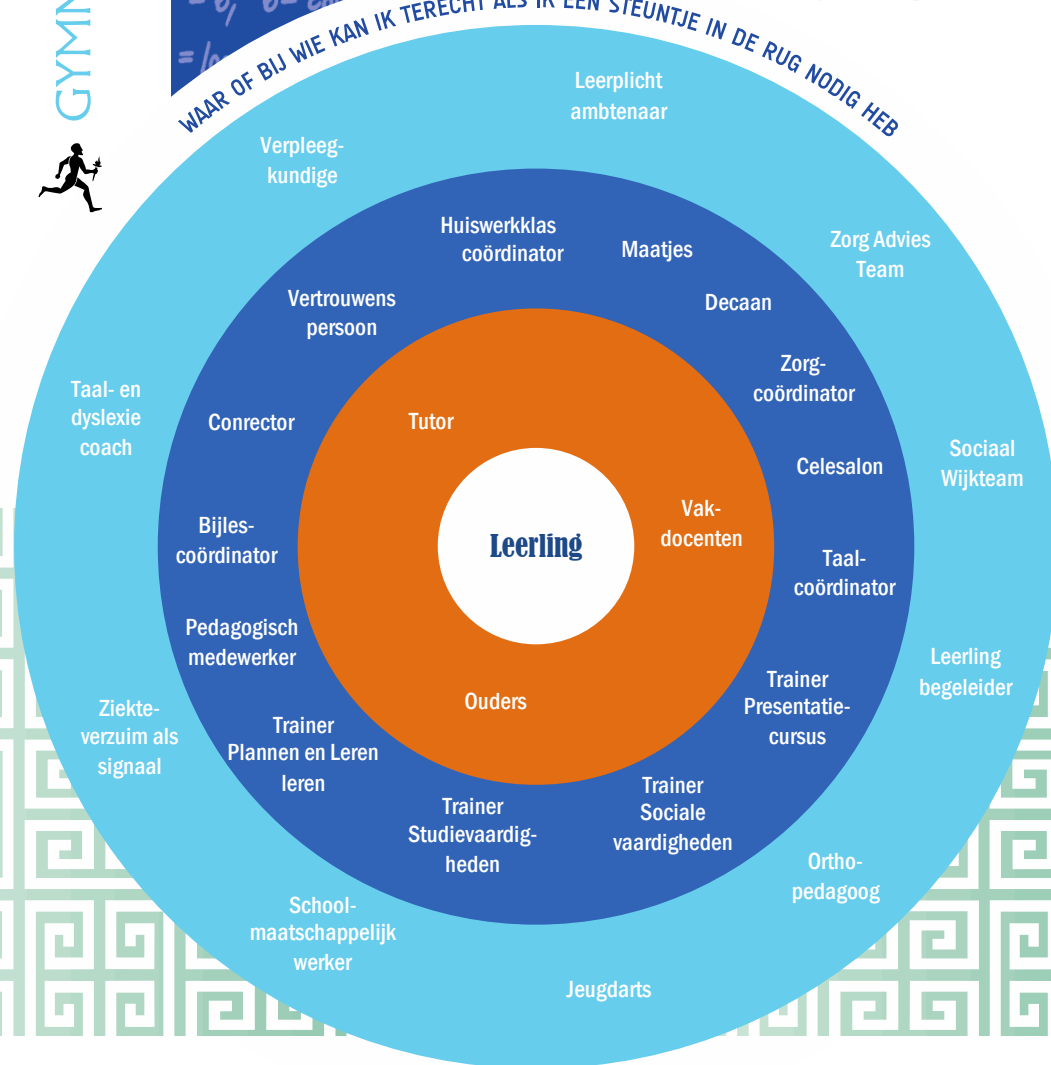 GYMN
WAAR OF BIJ WIE KAN IK TERECHT ALS IK EEN STEUNTJE IN DE RUG NODIG HEB
Leerplicht
ambtenaar
Verpleeg-
kundige
Zorg Advies
Team
Huiswerkklas
coördinator
Maatjes
Decaan
Vertrouwens
persoon
Zorg-
coördinator
Taal- en
dyslexie
coach
Conrector
Tutor
Celesalon
Sociaal
Wijkteam
Vak-
docenten
Bijles-
coördinator
Leerling
Taal-
coördinator
Pedagogisch
medewerker
Leerling
begeleider
Ouders
Trainer
Presentatie-
cursus
Ziekte-
verzuim als
signaal
Trainer
Plannen en Leren
leren
Trainer
Studievaardig-
heden
Trainer
Sociale
vaardigheden
Ortho-
pedagoog
School-
maatschappelijk
werker
Jeugdarts